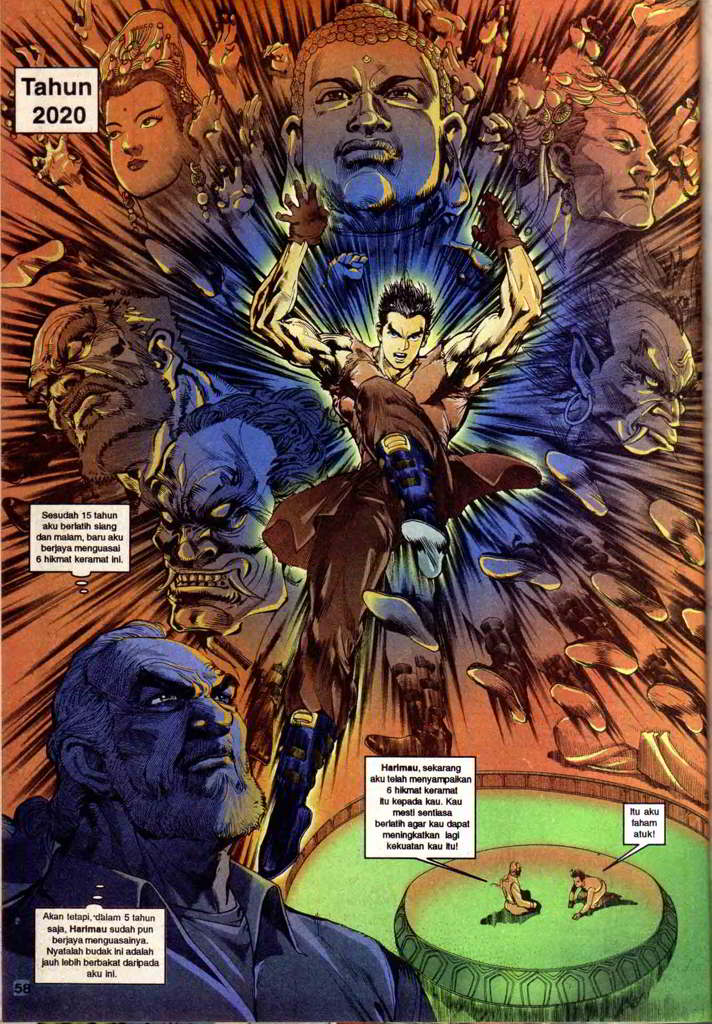 Tahun
2020
Sesudah 15 tahun
aku berlatih siang
dan malam, baru aku
berjaya menguasai
6 hikmat keramat ini.
Harimau, sekarang
aku telah menyampaikan
6 hikmat keramat
itu kepada kau. Kau
mesti sentiasa
berlatih agar kau dapat
meningkatkan lagi
kekuatan kau itu!
Itu aku
faham
atuk!
Akan tetapi, dalam 5 tahun
saja, Harimau sudah pun
berjaya menguasainya.
Nyatalah budak ini adalah
jauh lebih berbakat daripada
aku ini.
58